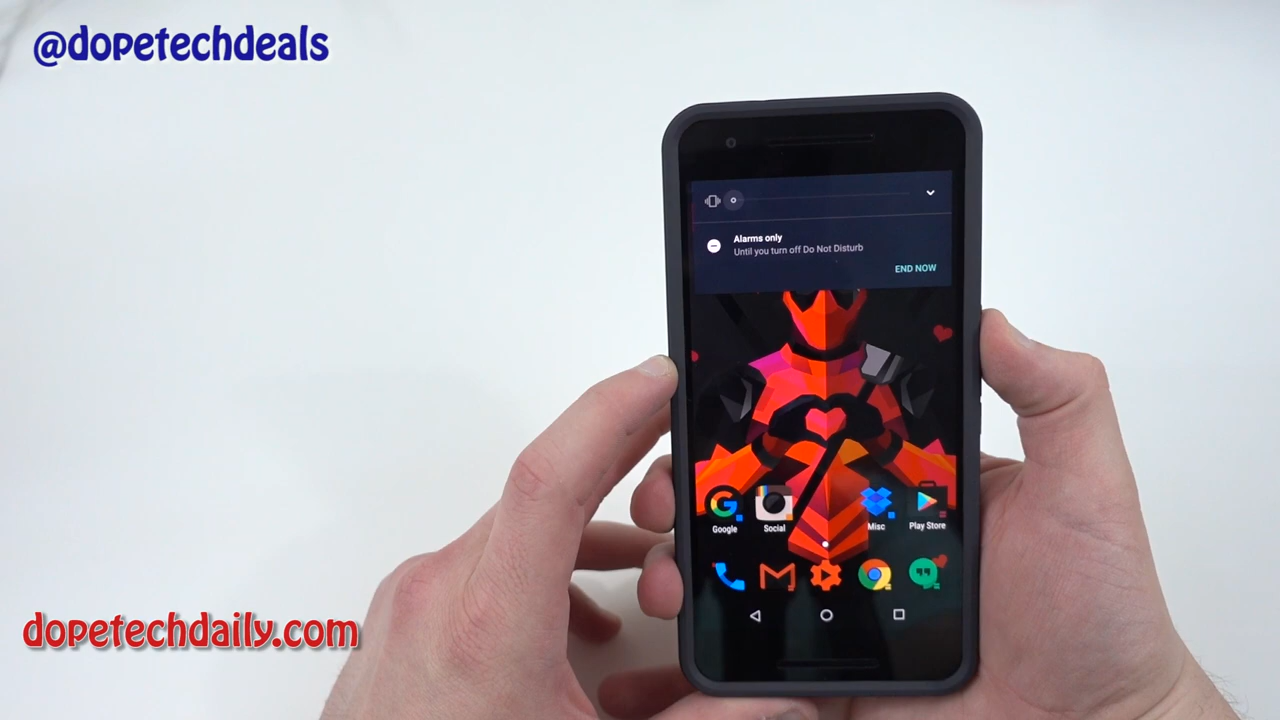 @dopetechdeals
Alarms only
Until you turn off Do Not Disturb
END NOW
Google
Social
Misc
Play Store
dopetechdaily.com